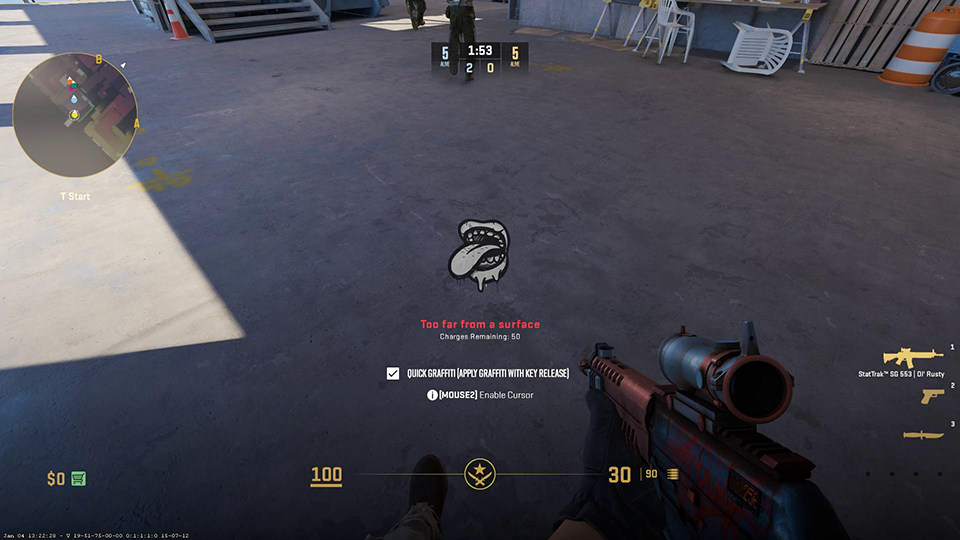 5 1:53 5
ALIVE 2 0 ALIVE
B
A
T Start
Too far from a surface
Charges Remaining: 50
QUICK GRAFFITI [APPLY GRAFFITI WITH KEY RELEASE]
[MOUSE2] Enable Cursor
1
StatTrak™ SG 553 | Ol' Rusty
2
3
$0
100
30 | 90